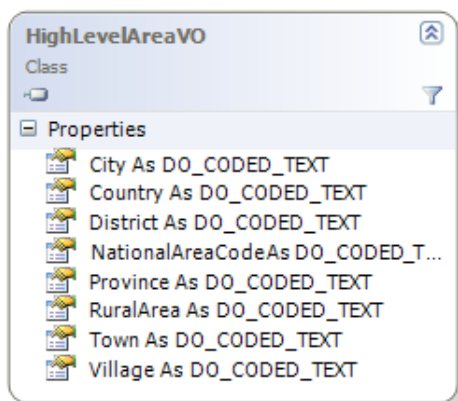 HighLevelAreaVO
Class
Properties
City As DO_CODED_TEXT
Country As DO_CODED_TEXT
District As DO_CODED_TEXT
NationalAreaCodeAs DO_CODED_T...
Province As DO_CODED_TEXT
RuralArea As DO_CODED_TEXT
Town As DO_CODED_TEXT
Village As DO_CODED_TEXT